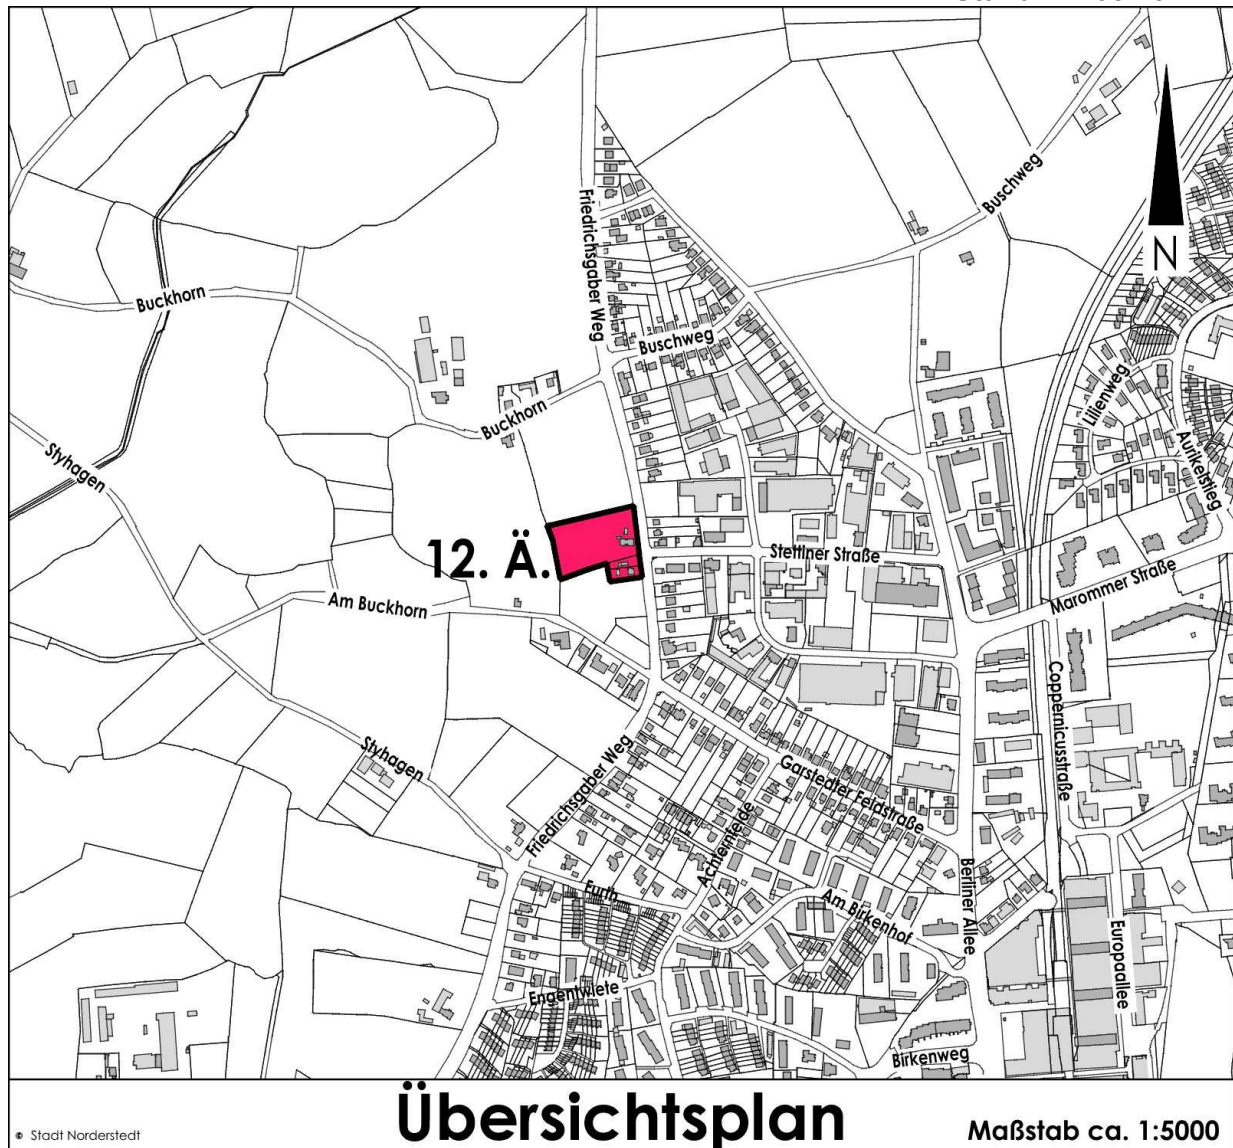 Friedrichsgaber Weg
Buschweg
N
Buckhorn
Buschweg
Lilienweg
Buckhorn
Aurikelstieg
Styhagen
12. Ä.
Stettiner Straße
Marommer Straße
Am Buckhorn
Coppernicusstraße
Styhagen
Friedrichsgaber Weg
Garstedter Feldstraße
Achternfelde
Furth
Am Birkenhof
Berliner Allee
Europaallee
Engentwiete
Birkenweg
Übersichtsplan
© Stadt Norderstedt
Maßstab ca. 1:5000